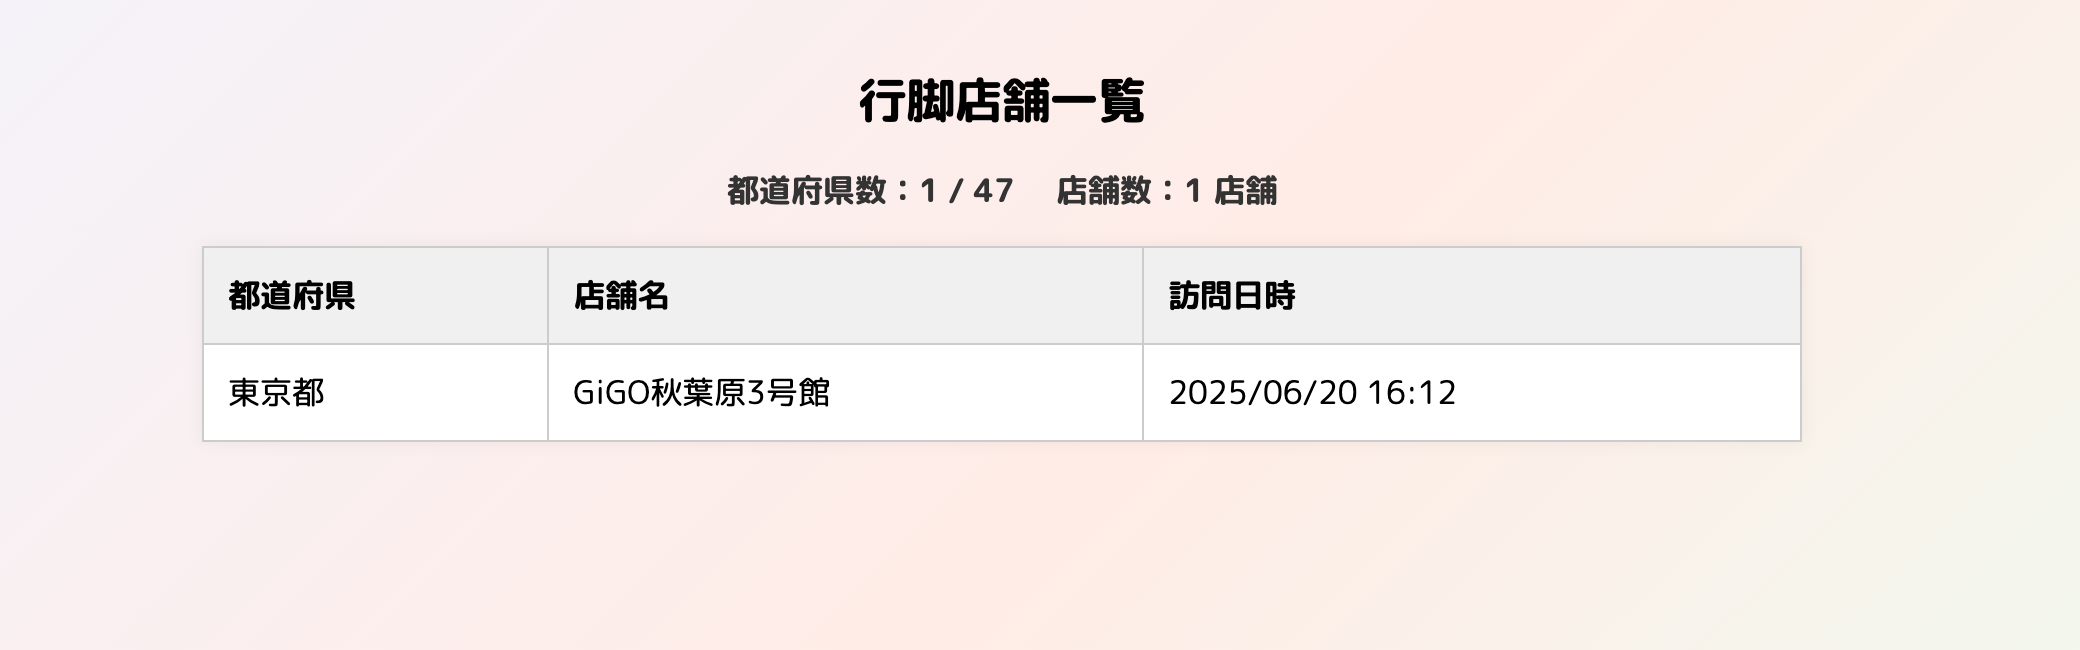 行脚店舗一覧
都道府県数：1 / 47　店舗数：1 店舗
都道府県 店舗名 訪問日時
東京都 GiGO秋葉原3号館 2025/06/20 16:12